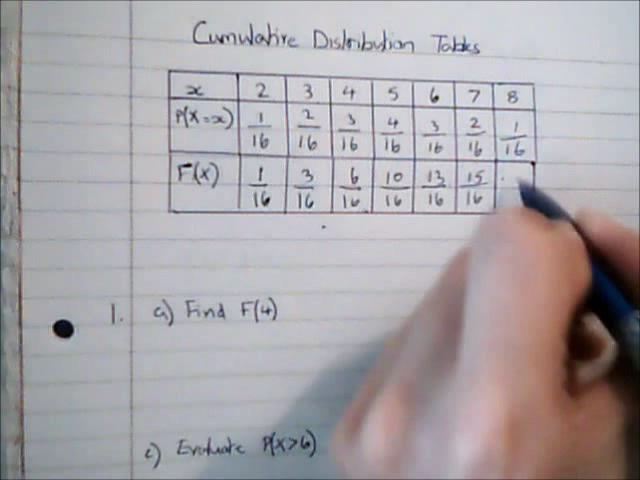 Cumulative Distribution Tables
x 2 3 4 5 6 7 8
P(X=x) 1/16 2/16 3/16 4/16 3/16 2/16 1/16
F(x) 1/16 3/16 6/16 10/16 13/16 15/16
1. a) Find F(4)
c) Evaluate P(X>6)